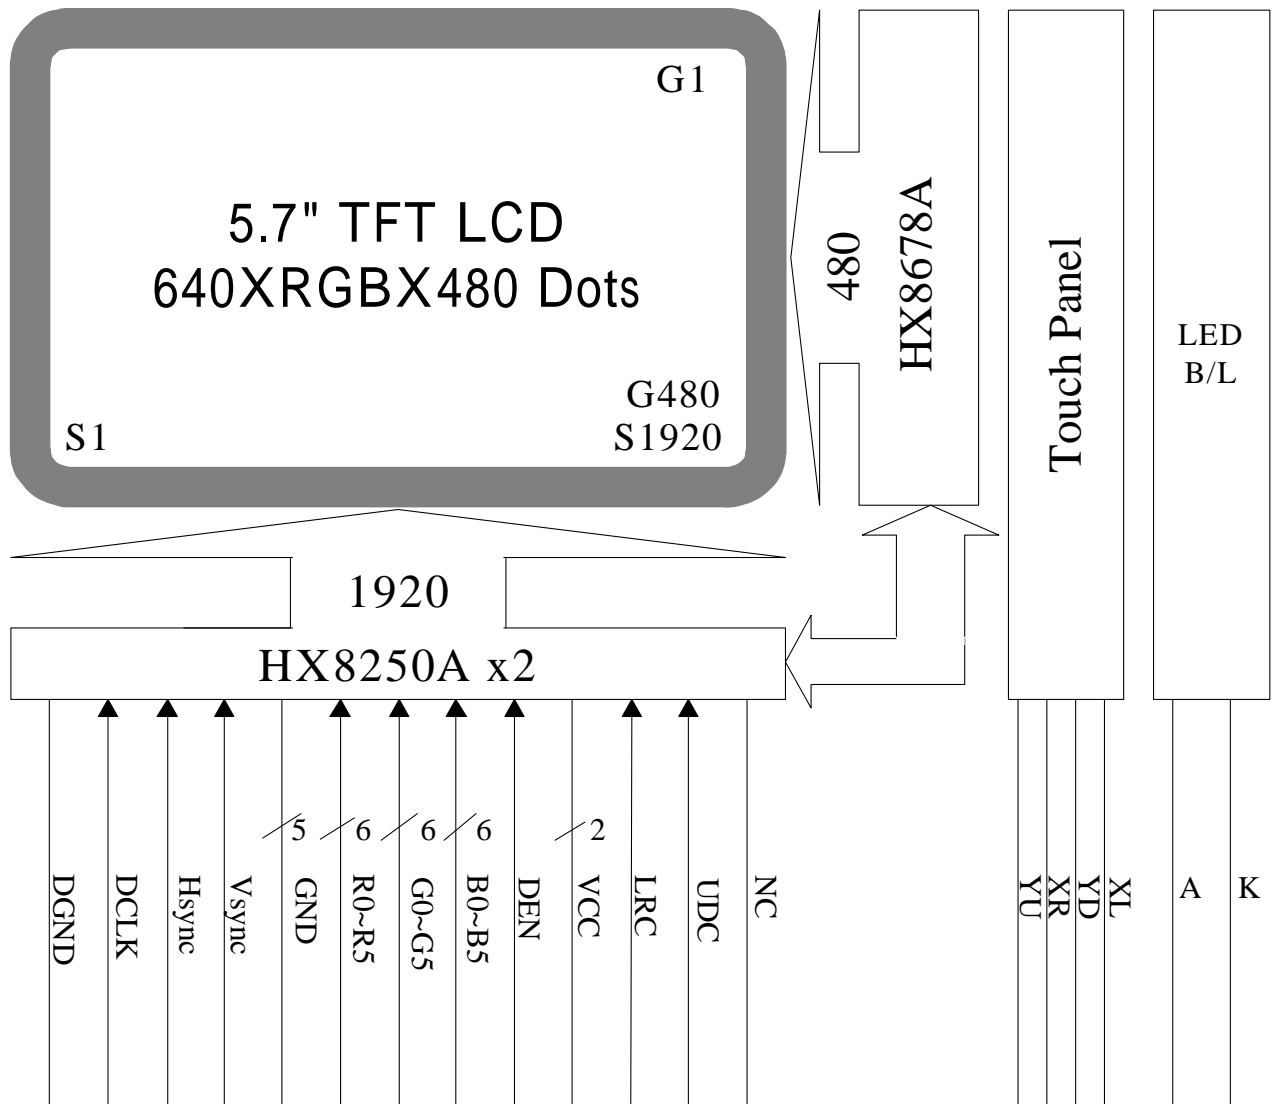 G1
5.7" TFT LCD
640XRGBX480 Dots
G480
S1
S1920
480
HX8678A
Touch Panel
LED
B/L
1920
HX8250A x2
5
6
6
6
2
DGND
DCLK
Hsync
Vsync
GND
R0~R5
G0~G5
B0~B5
DEN
VCC
LRC
UDC
NC
YU
XR
YD
XL
A
K